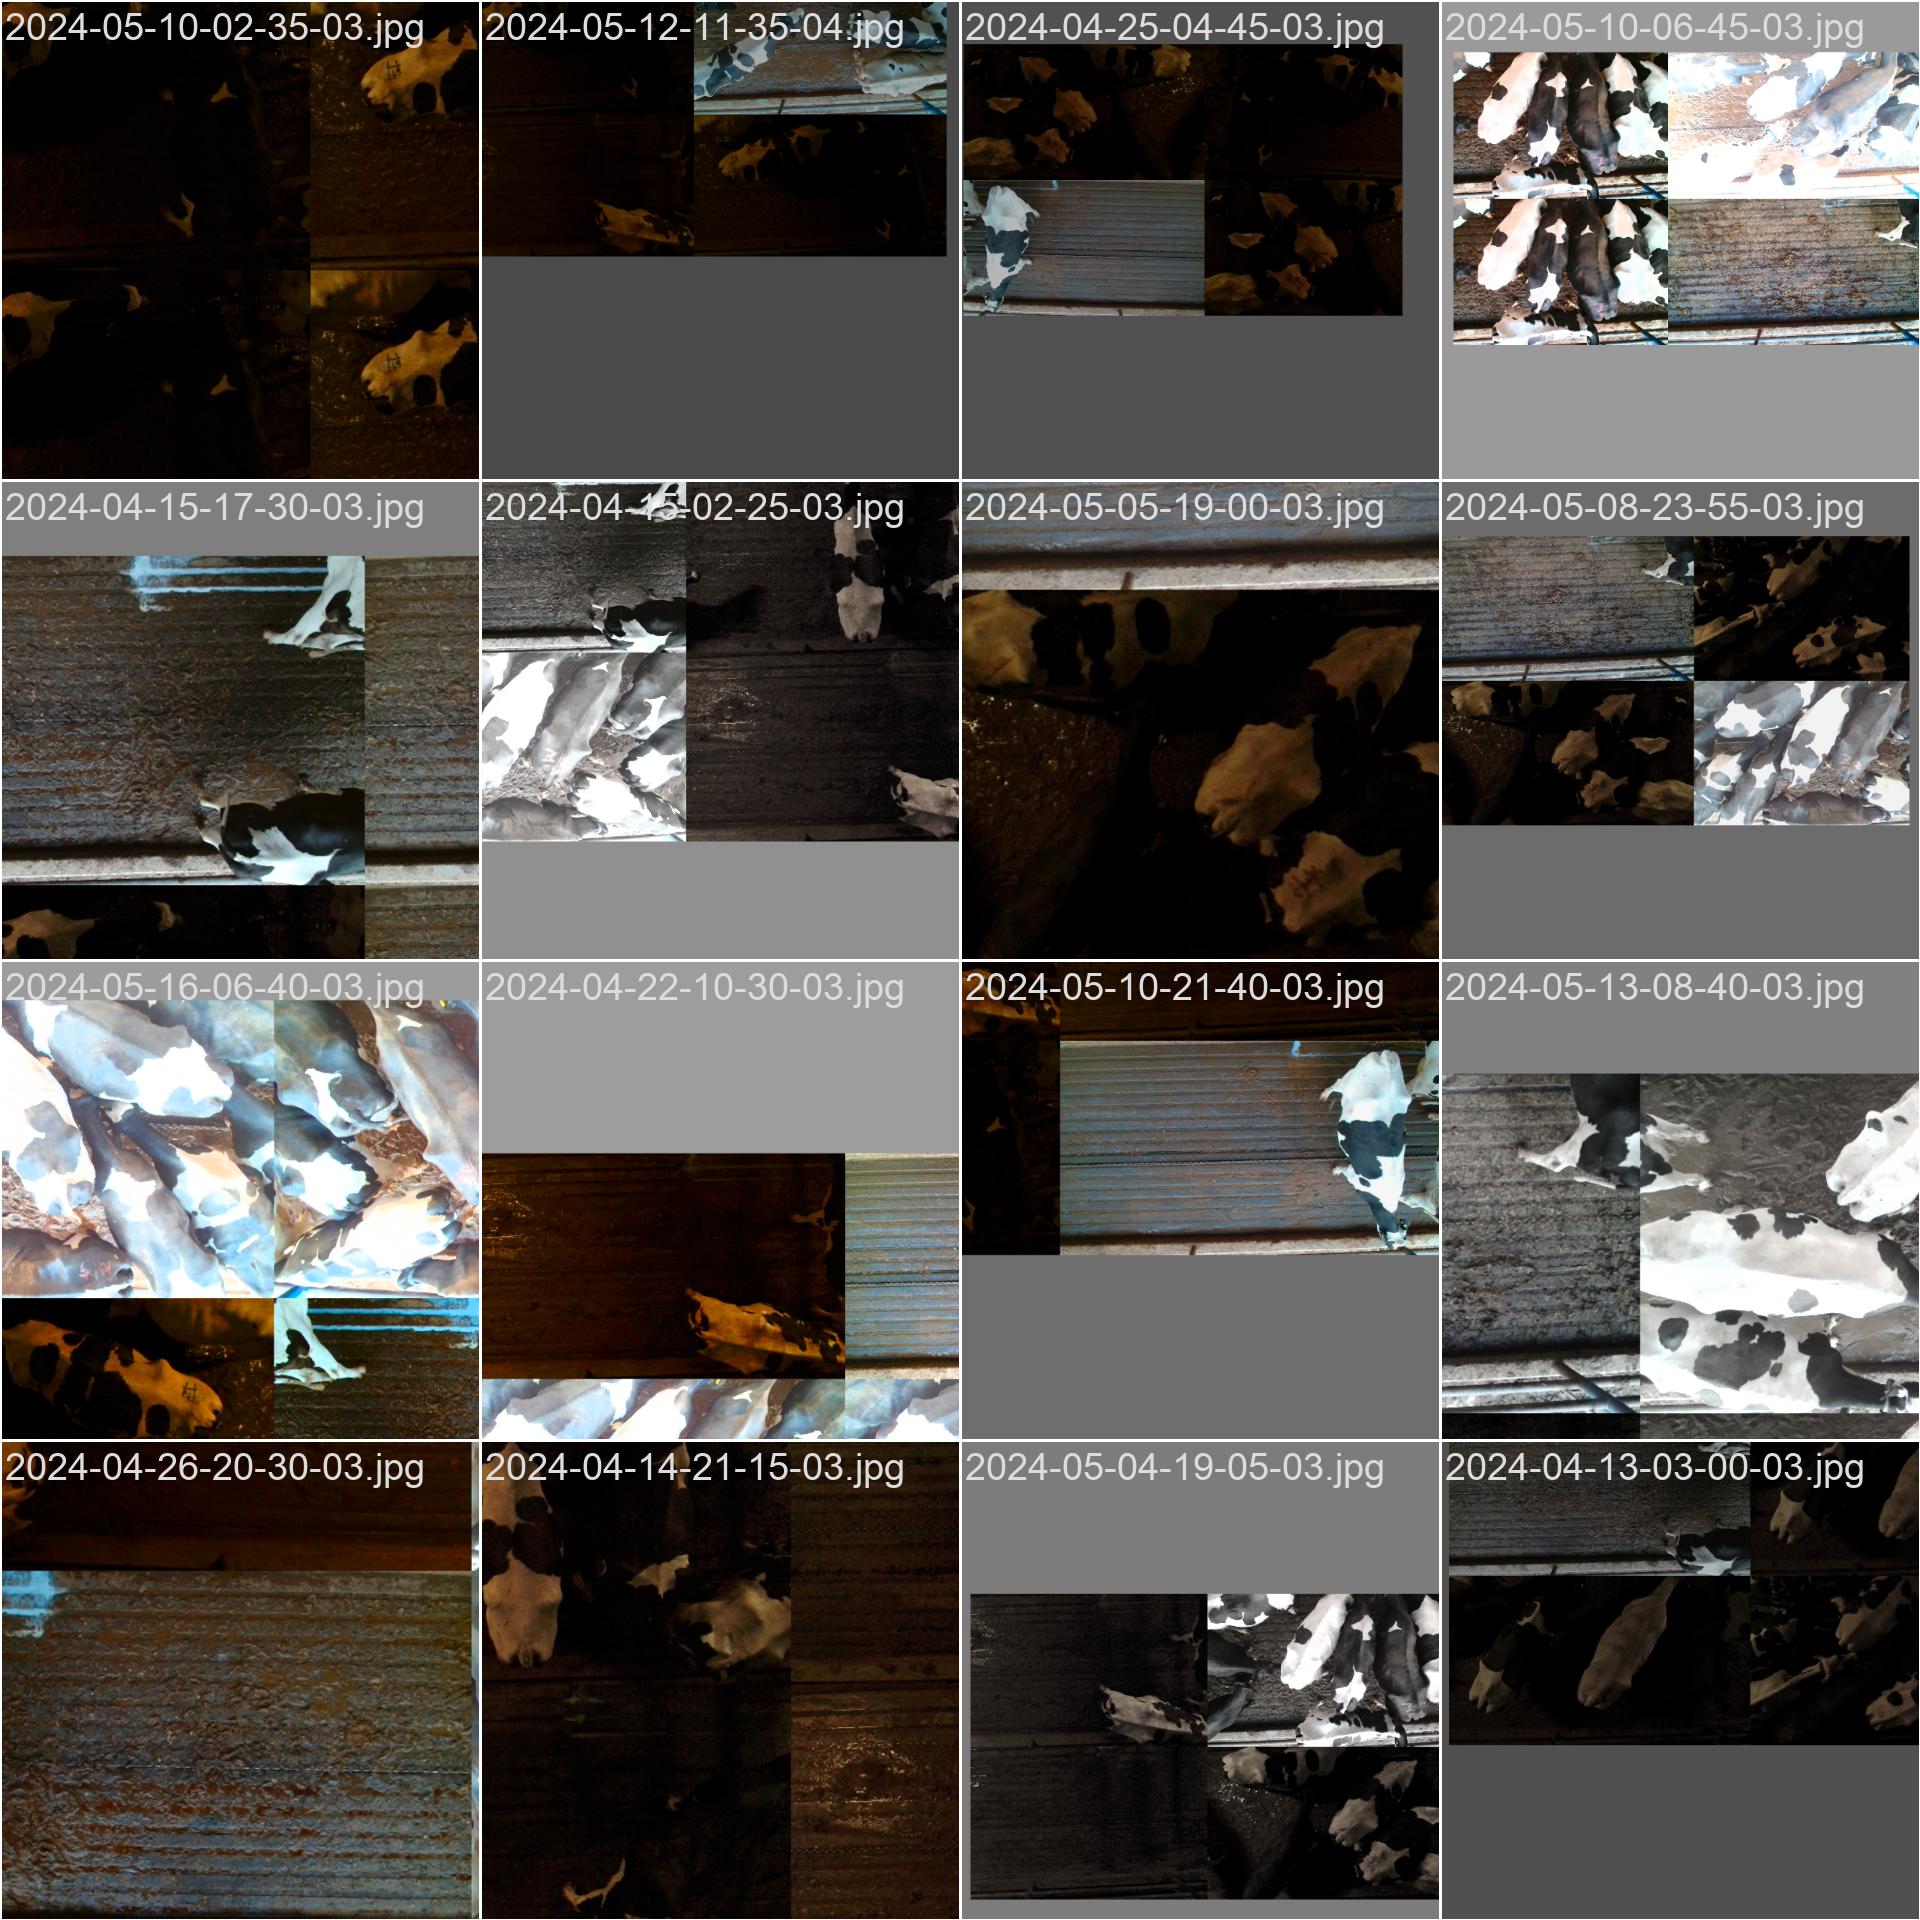 2024-05-10-02-35-03.jpg
2024-05-12-11-35-04.jpg
2024-04-25-04-45-03.jpg
2024-05-10-06-45-03.jpg
2024-04-15-17-30-03.jpg
2024-04-15-02-25-03.jpg
2024-05-05-19-00-03.jpg
2024-05-08-23-55-03.jpg
2024-05-16-06-40-03.jpg
2024-04-22-10-30-03.jpg
2024-05-10-21-40-03.jpg
2024-05-13-08-40-03.jpg
2024-04-26-20-30-03.jpg
2024-04-14-21-15-03.jpg
2024-05-04-19-05-03.jpg
2024-04-13-03-00-03.jpg